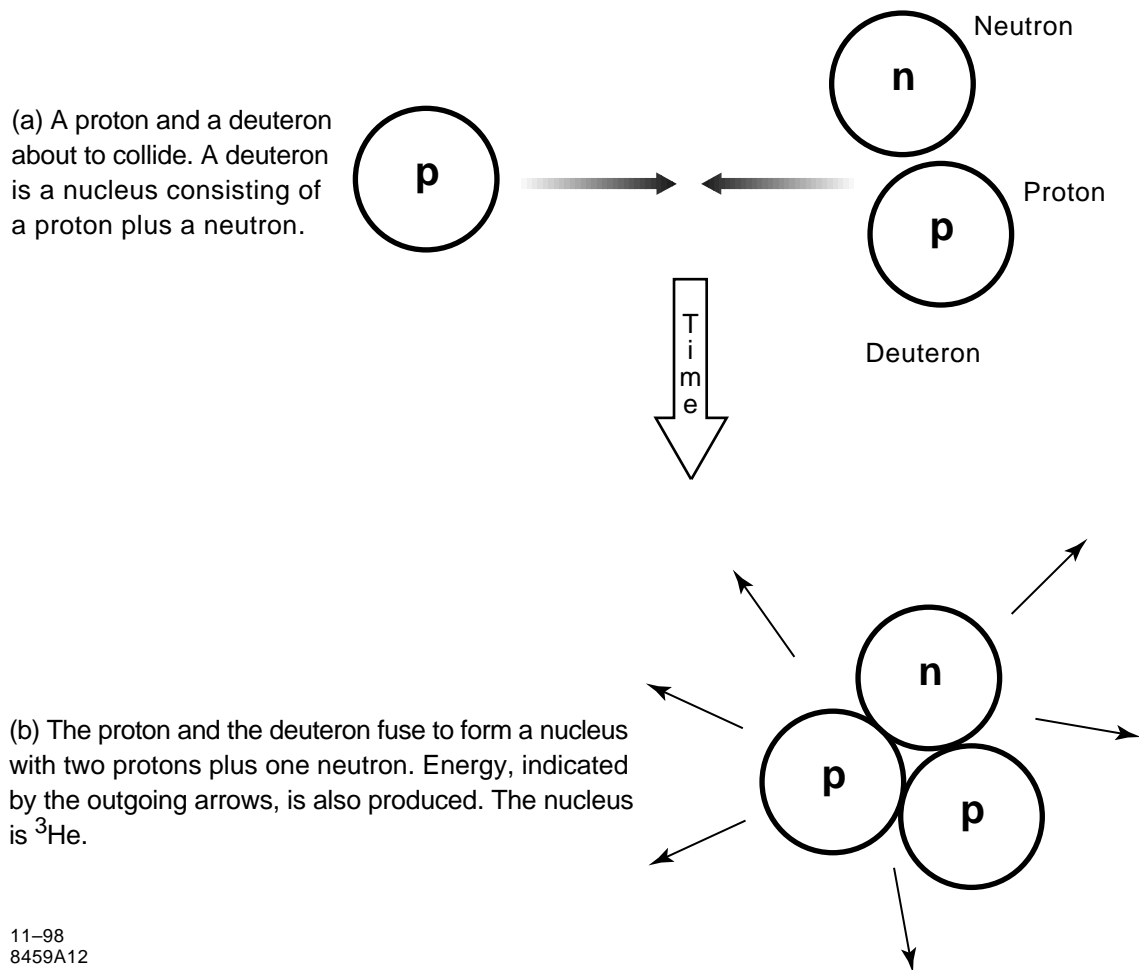 Neutron
n
(a) A proton and a deuteron
about to collide. A deuteron
is a nucleus consisting of
a proton plus a neutron.
p
Proton
p
Deuteron
Time
n
(b) The proton and the deuteron fuse to form a nucleus
with two protons plus one neutron. Energy, indicated
by the outgoing arrows, is also produced. The nucleus
is ³He.
p
p
11–98
8459A12